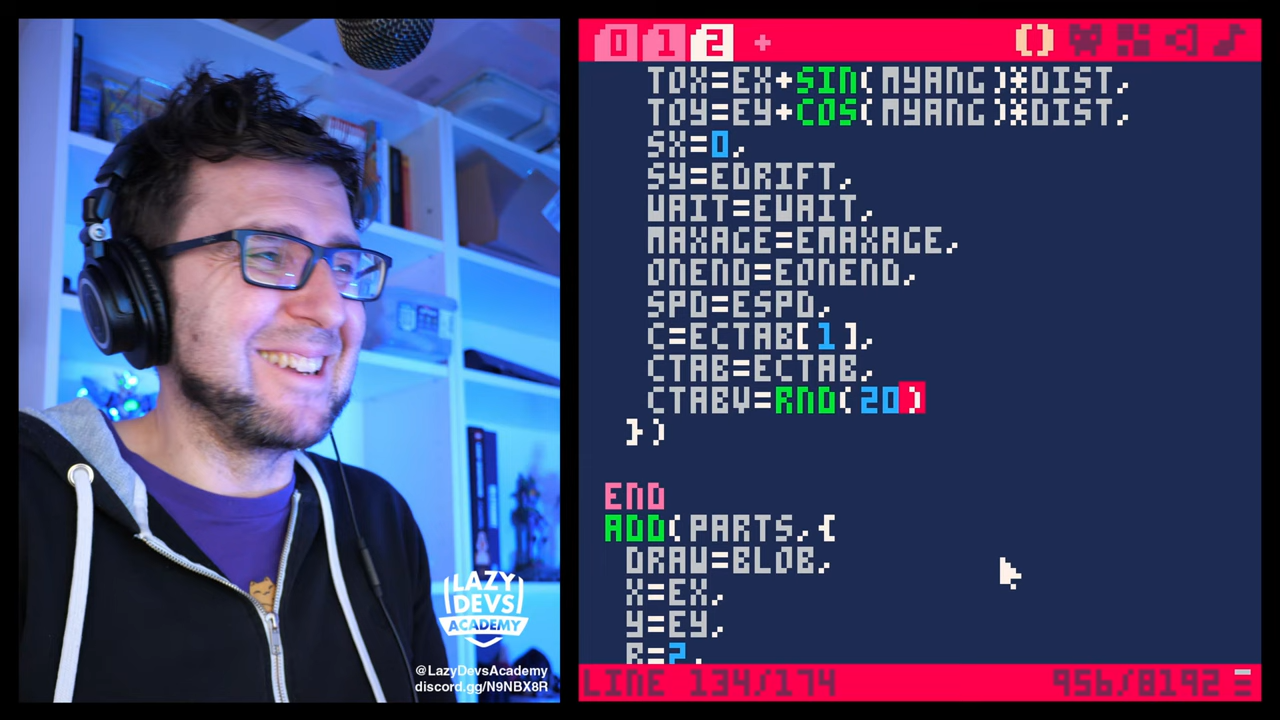 0 1 2 +
TOX=EX+SIN(MYANG)*DIST,
TOY=EY+COS(MYANG)*DIST,
SX=0,
SY=EDRIFT,
WAIT=EWAIT,
MAXAGE=EMAXAGE,
ONEND=EONEND,
SPD=ESPD,
C=ECTAB[1],
CTAB=ECTAB,
CTABV=RND(20)
})
END
ADD(PARTS,{
DRAW=BLOB,
X=EX,
Y=EY,
R=2,
LINE 134/174 956/8192
LAZY
DEVS
ACADEMY
@LazyDevsAcademy
discord.gg/N9NBX8R